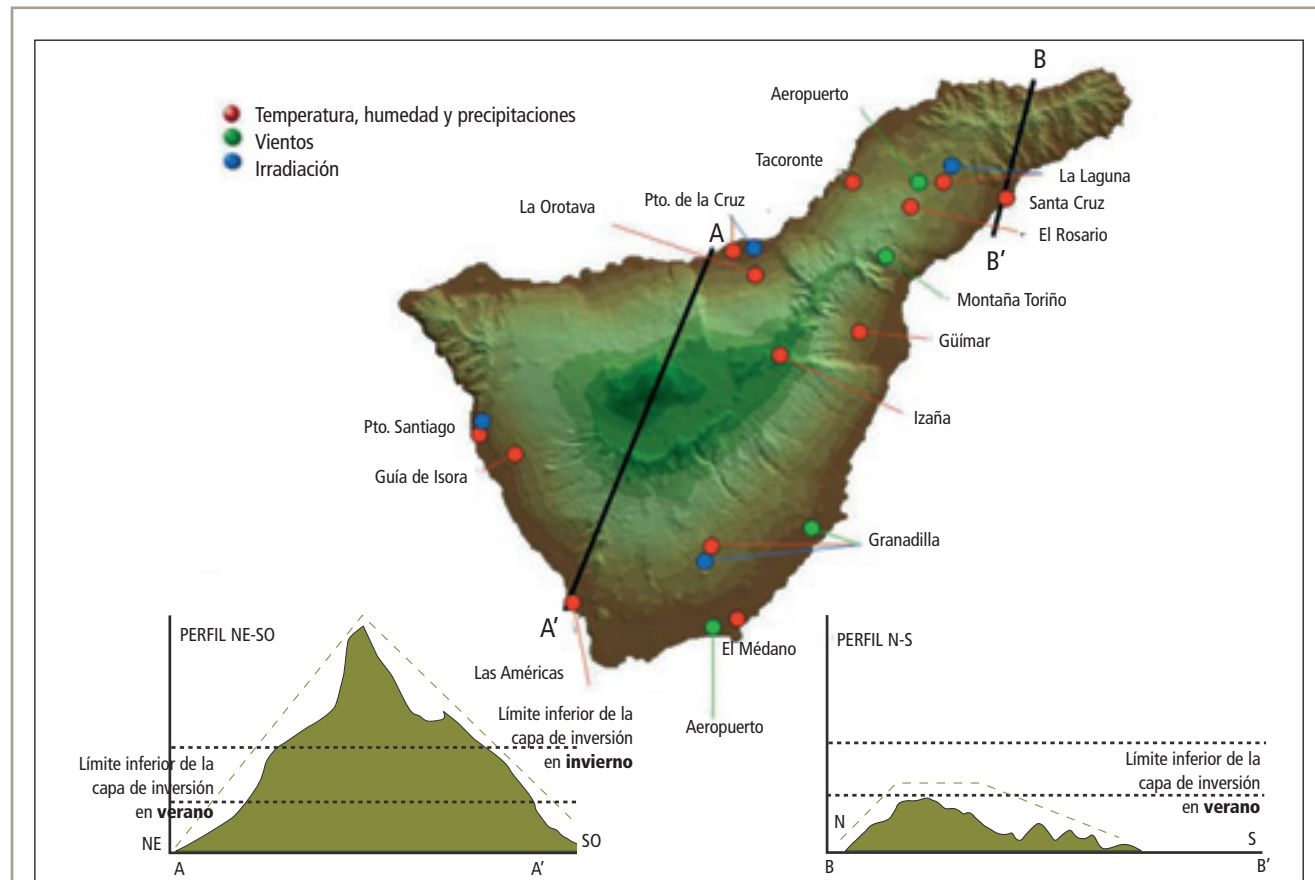 Temperatura, humedad y precipitaciones
Vientos
Irradiación
B
Aeropuerto
Tacoronte
La Laguna
Pto. de la Cruz
La Orotava
Santa Cruz
El Rosario
A
B'
Montaña Toriño
Güímar
Izaña
Pto. Santiago
Guía de Isora
Granadilla
A'
El Médano
Las Américas
Aeropuerto
PERFIL NE-SO
Límite inferior de la
capa de inversión
en invierno
Límite inferior de la
capa de inversión
en verano
NE
SO
A
A'
PERFIL N-S
Límite inferior de la
capa de inversión
en verano
N
S
B
B'